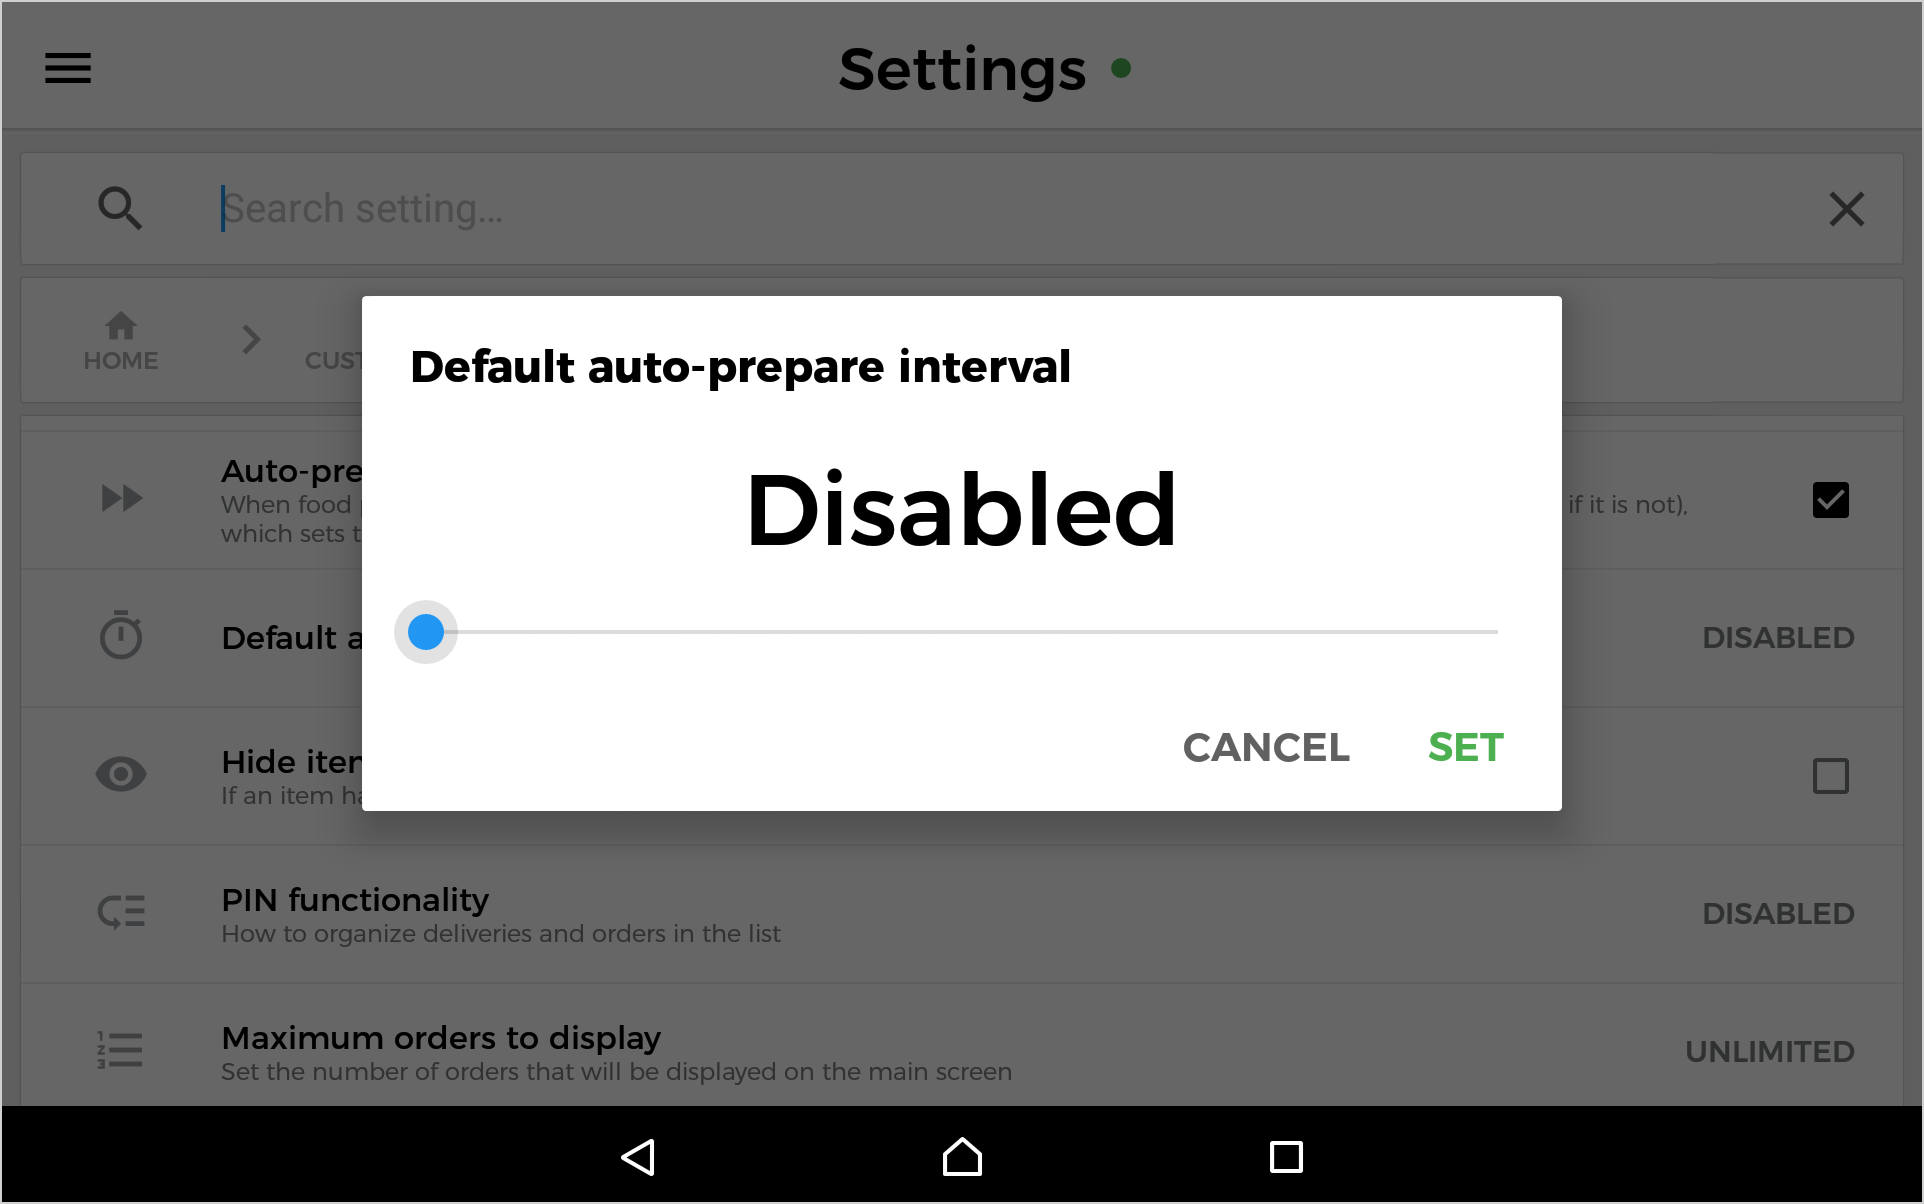 Settings
Search setting...
HOME
CUST
Default auto-prepare interval
Disabled
CANCEL SET
Auto-pre
When food if it is not),
which sets t
Default a DISABLED
Hide iten
If an item ha
PIN functionality DISABLED
How to organize deliveries and orders in the list
Maximum orders to display UNLIMITED
Set the number of orders that will be displayed on the main screen